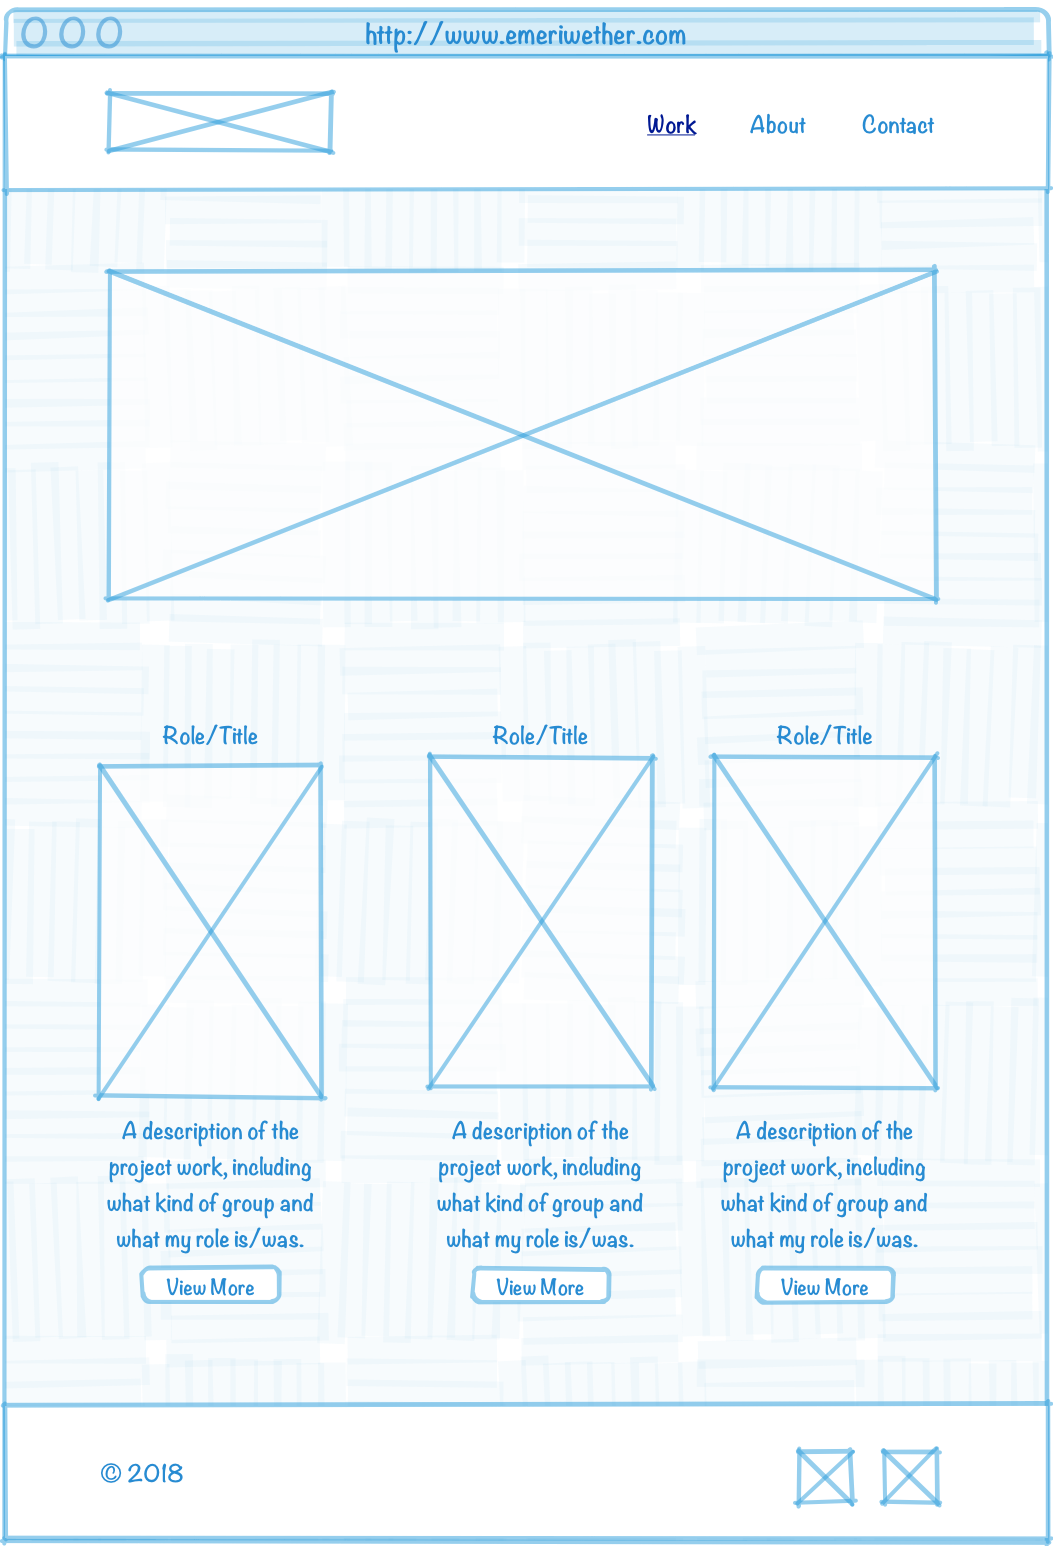 http://www.emeriwether.com
Work About Contact
Role/Title
Role/Title
Role/Title
A description of the
project work, including
what kind of group and
what my role is/was.
View More
A description of the
project work, including
what kind of group and
what my role is/was.
View More
A description of the
project work, including
what kind of group and
what my role is/was.
View More
© 2018